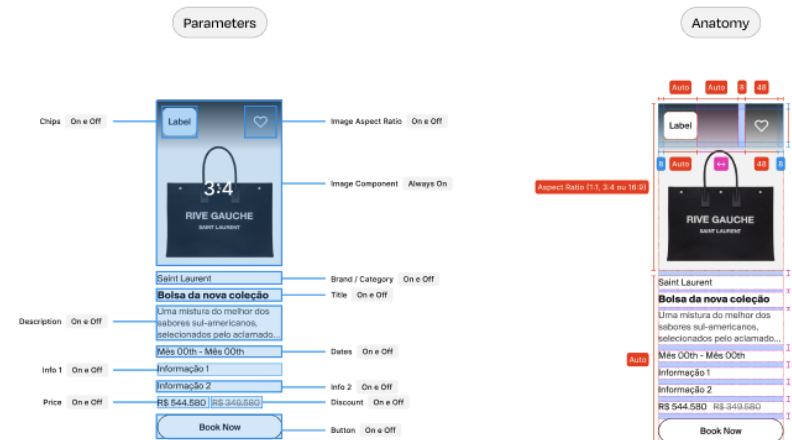 Parameters
Chips On e Off
Label
Image Aspect Ratio On e Off
3:4
Image Component Always On
RIVE GAUCHE
SAINT LAURENT
Saint Laurent
Brand / Category On e Off
Bolsa da nova coleção
Title On e Off
Description On e Off
Uma mistura do melhor dos
sabores sul-americanos,
selecionados pelo aclamado...
Mês 00th - Mês 00th
Dates On e Off
Info 1 On e Off
Informação 1
Informação 2
Info 2 On e Off
Price On e Off
R$ 544.580 R$ 349.580
Discount On e Off
Book Now
Button On e Off
Anatomy
Auto Auto 8 48
Label
8 Auto 48 8
Aspect Ratio (1:1, 3:4 ou 16:9)
RIVE GAUCHE
SAINT LAURENT
Saint Laurent
Bolsa da nova coleção
Uma mistura do melhor dos
sabores sul-americanos,
selecionados pelo aclamado...
Mês 00th - Mês 00th
Auto
Informação 1
Informação 2
R$ 544.580 R$ 349.580
Book Now